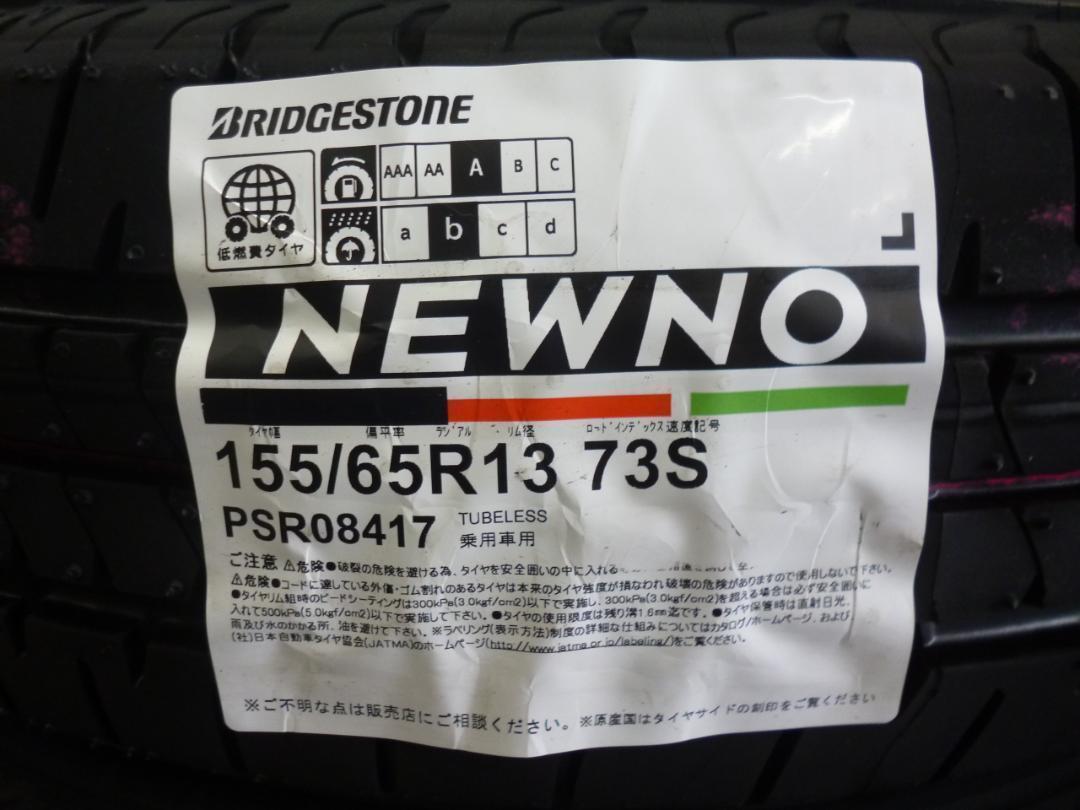 BRIDGESTONE
AAA AA A B C
a b c d
低燃費タイヤ
NEWNO
偏平率 リム径 速度記号
155/65R13 73S
PSR08417 TUBELESS
乗用車用
ご注意 ⚠危険●破裂の危険を避ける為、タイヤを安全囲いの中に入れる
⚠危険●コードに達している外傷・ゴム割れのあるタイヤは本来のタイヤ強度が損なわれ破壊の危険がありますので使用しないで下さい。
●タイヤリム組時のビードシーティングは300kPa(3.0kgf/cm2)以下で実施し、300kPa(3.0kgf/cm2)を超える場合は必ず安全囲いに
入れて500kPa(5.0kgf/cm2)以下で実施して下さい。●タイヤの使用限度は残り溝1.6mm迄です。●タイヤ保管時は直射日光、
雨及び水のかかる所、油を避けて下さい。※ラベリング(表示方法)制度の詳細な仕組みについてはカタログ/ホームページ、および
(社)日本自動車タイヤ協会(JATMA)のホームページ(http://www.jatma.or.jp/labeling/)をご覧ください。
※ご不明な点は販売店にご相談ください。※原産国はタイヤサイドの刻印をご覧ください